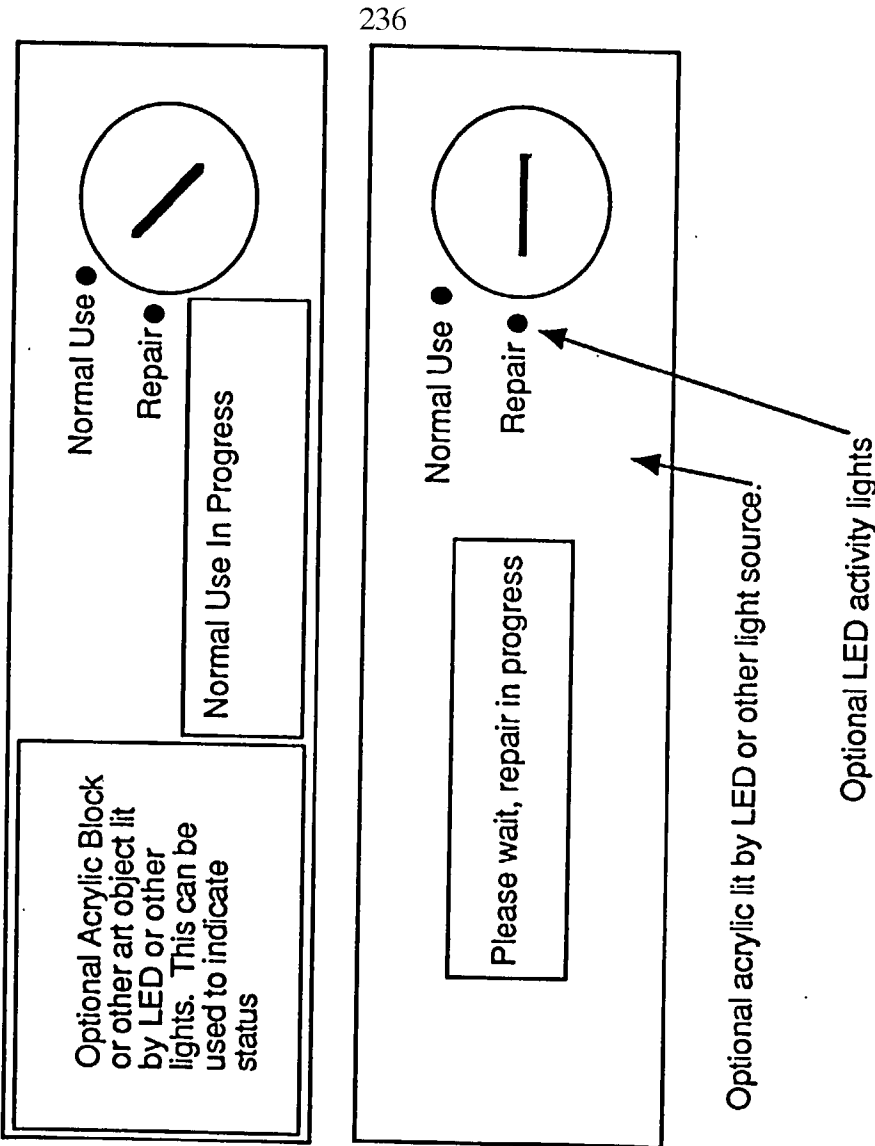 236
Optional Acrylic Block
or other art object lit
by LED or other
lights. This can be
used to indicate
status
Normal Use
Repair
Normal Use In Progress
Normal Use
Repair
Please wait, repair in progress
Optional acrylic lit by LED or other light source.
Optional LED activity lights